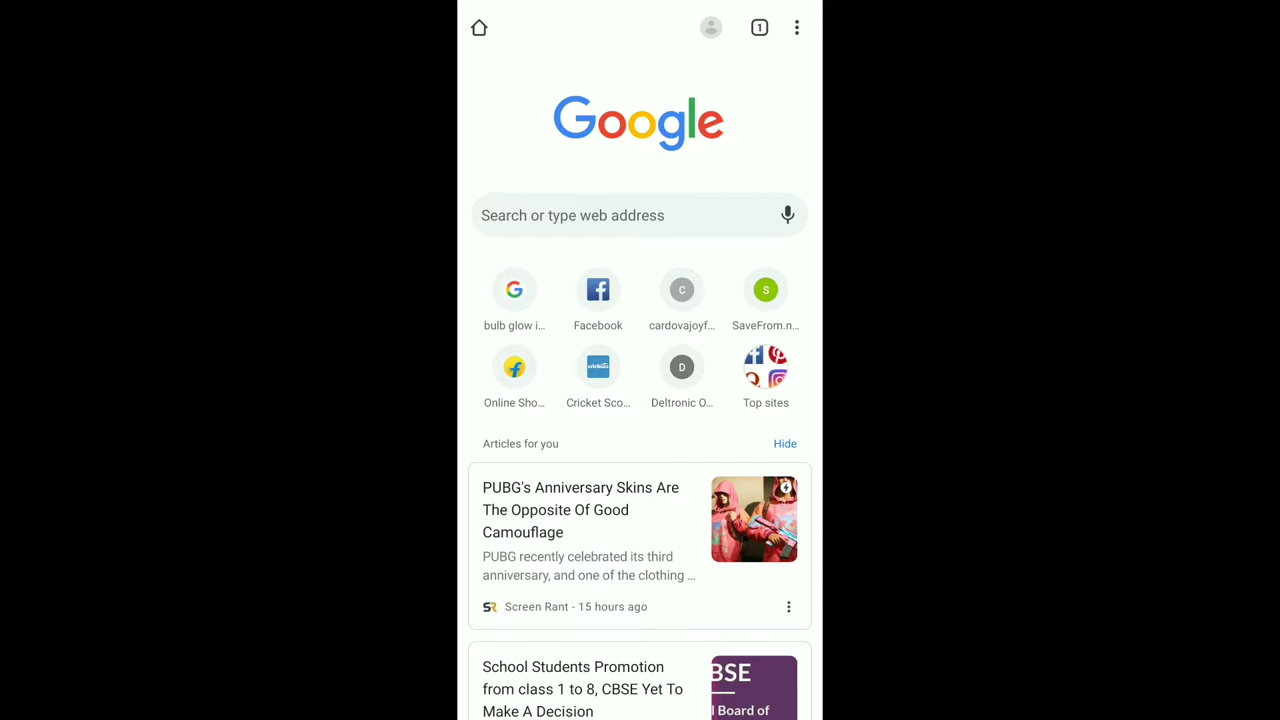 1
Google
Search or type web address
G
f
C
S
bulb glow i...
Facebook
cardovajoyf...
SaveFrom.n...
f
cricbuzz
D
Online Sho...
Cricket Sco...
Deltronic O...
Top sites
Articles for you
Hide
PUBG's Anniversary Skins Are
The Opposite Of Good
Camouflage
PUBG recently celebrated its third
anniversary, and one of the clothing ...
SR
Screen Rant - 15 hours ago
School Students Promotion
from class 1 to 8, CBSE Yet To
Make A Decision
BSE
l Board of